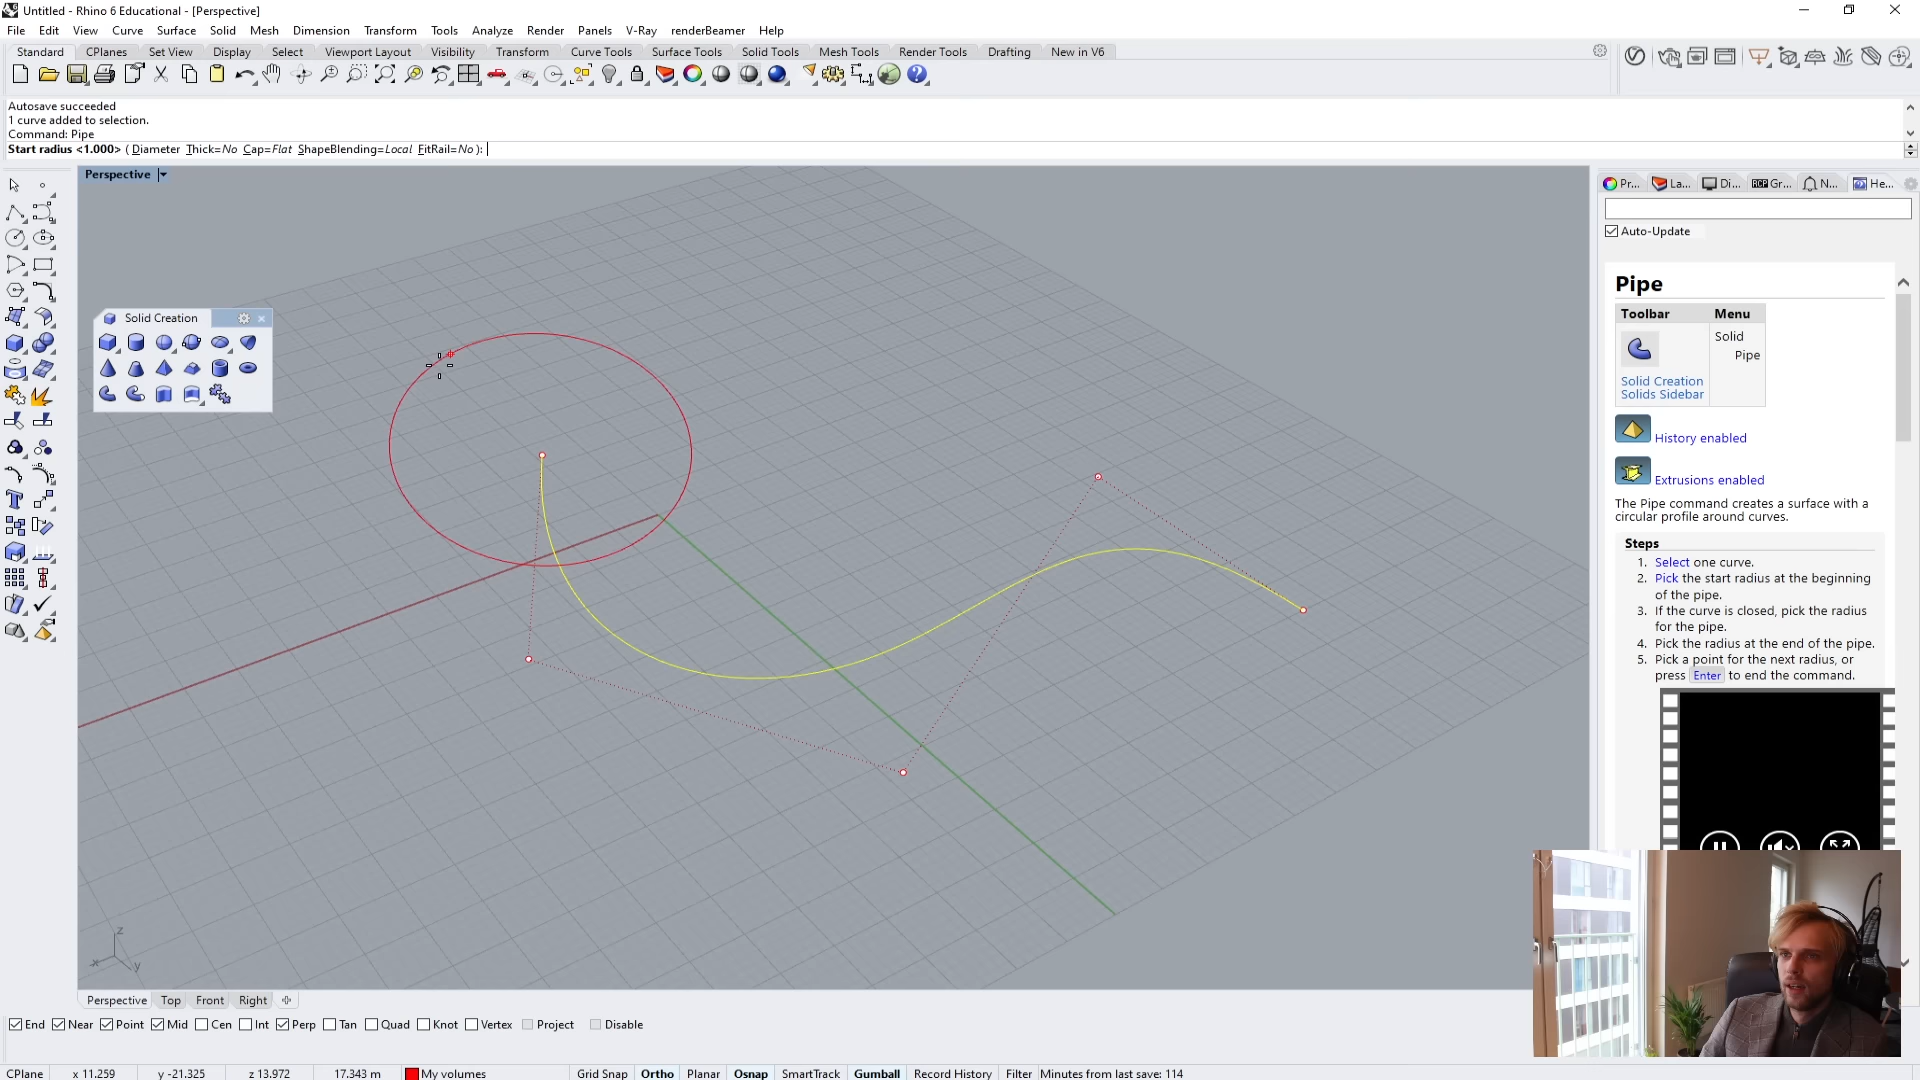 Untitled - Rhino 6 Educational - [Perspective]
File Edit View Curve Surface Solid Mesh Dimension Transform Tools Analyze Render Panels V-Ray renderBeamer Help
Standard CPlanes Set View Display Select Viewport Layout Visibility Transform Curve Tools Surface Tools Solid Tools Mesh Tools Render Tools Drafting New in V6
Autosave succeeded
1 curve added to selection.
Command: Pipe
Start radius <1.000> ( Diameter Thick=No Cap=Flat ShapeBlending=Local FitRail=No ):
Perspective
Pr... La... Di... Gr... N... He...
Auto-Update
Solid Creation
Pipe
Toolbar Menu
Solid
Pipe
Solid Creation
Solids Sidebar
History enabled
Extrusions enabled
The Pipe command creates a surface with a
circular profile around curves.
Steps
1. Select one curve.
2. Pick the start radius at the beginning
of the pipe.
3. If the curve is closed, pick the radius
for the pipe.
4. Pick the radius at the end of the pipe.
5. Pick a point for the next radius, or
press Enter to end the command.
z
x y
Perspective Top Front Right
End Near Point Mid Cen Int Perp Tan Quad Knot Vertex Project Disable
CPlane x 11.259 y -21.325 z 13.972 17.343 m My volumes Grid Snap Ortho Planar Osnap SmartTrack Gumball Record History Filter Minutes from last save: 114